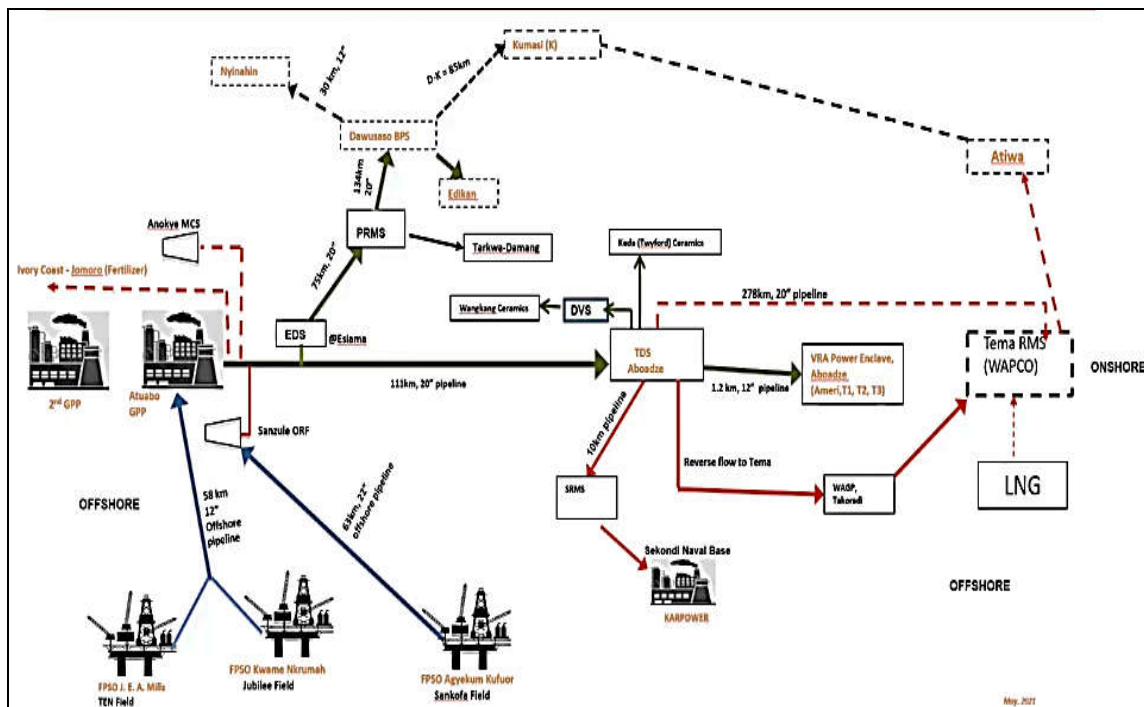 Kumasi (K)
Nyinahin
30 km, 12"
D-K = 85km
Dawusaso BPS
Atiwa
Edikan
134km
20"
Anokye MCS
PRMS
Tarkwa-Damang
Keda (Twyford) Ceramics
Ivory Coast - Jomoro (Fertilizer)
75km, 20"
278km, 20" pipeline
Wangkang Ceramics
DVS
EDS
@Esiama
TDS
Aboadze
Tema RMS
(WAPCO)
ONSHORE
VRA Power Enclave,
Aboadze
(Ameri,T1, T2, T3)
111km, 20" pipeline
1.2 km, 12" pipeline
2nd GPP
Atuabo
GPP
Sanzule ORF
10km pipeline
Reverse flow to Tema
WAGP,
Takoradi
LNG
SRMS
OFFSHORE
58 km
12"
Offshore
pipeline
63km, 22"
offshore pipeline
Sekondi Naval Base
OFFSHORE
KARPOWER
FPSO J. E. A. Mills
TEN Field
FPSO Kwame Nkrumah
Jubilee Field
FPSO Agyekum Kufuor
Sankofa Field
May, 2021